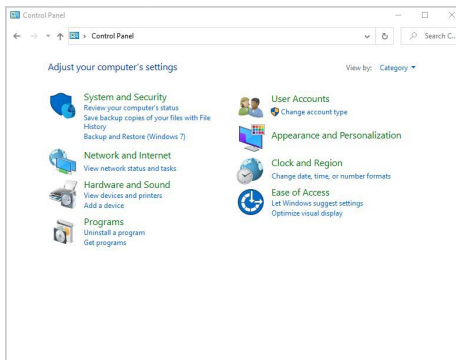 Control Panel
Control Panel
Search C...
Adjust your computer's settings
View by: Category
System and Security
Review your computer's status
Save backup copies of your files with File
History
Backup and Restore (Windows 7)
Network and Internet
View network status and tasks
Hardware and Sound
View devices and printers
Add a device
Programs
Uninstall a program
Get programs
User Accounts
Change account type
Appearance and Personalization
Clock and Region
Change date, time, or number formats
Ease of Access
Let Windows suggest settings
Optimize visual display